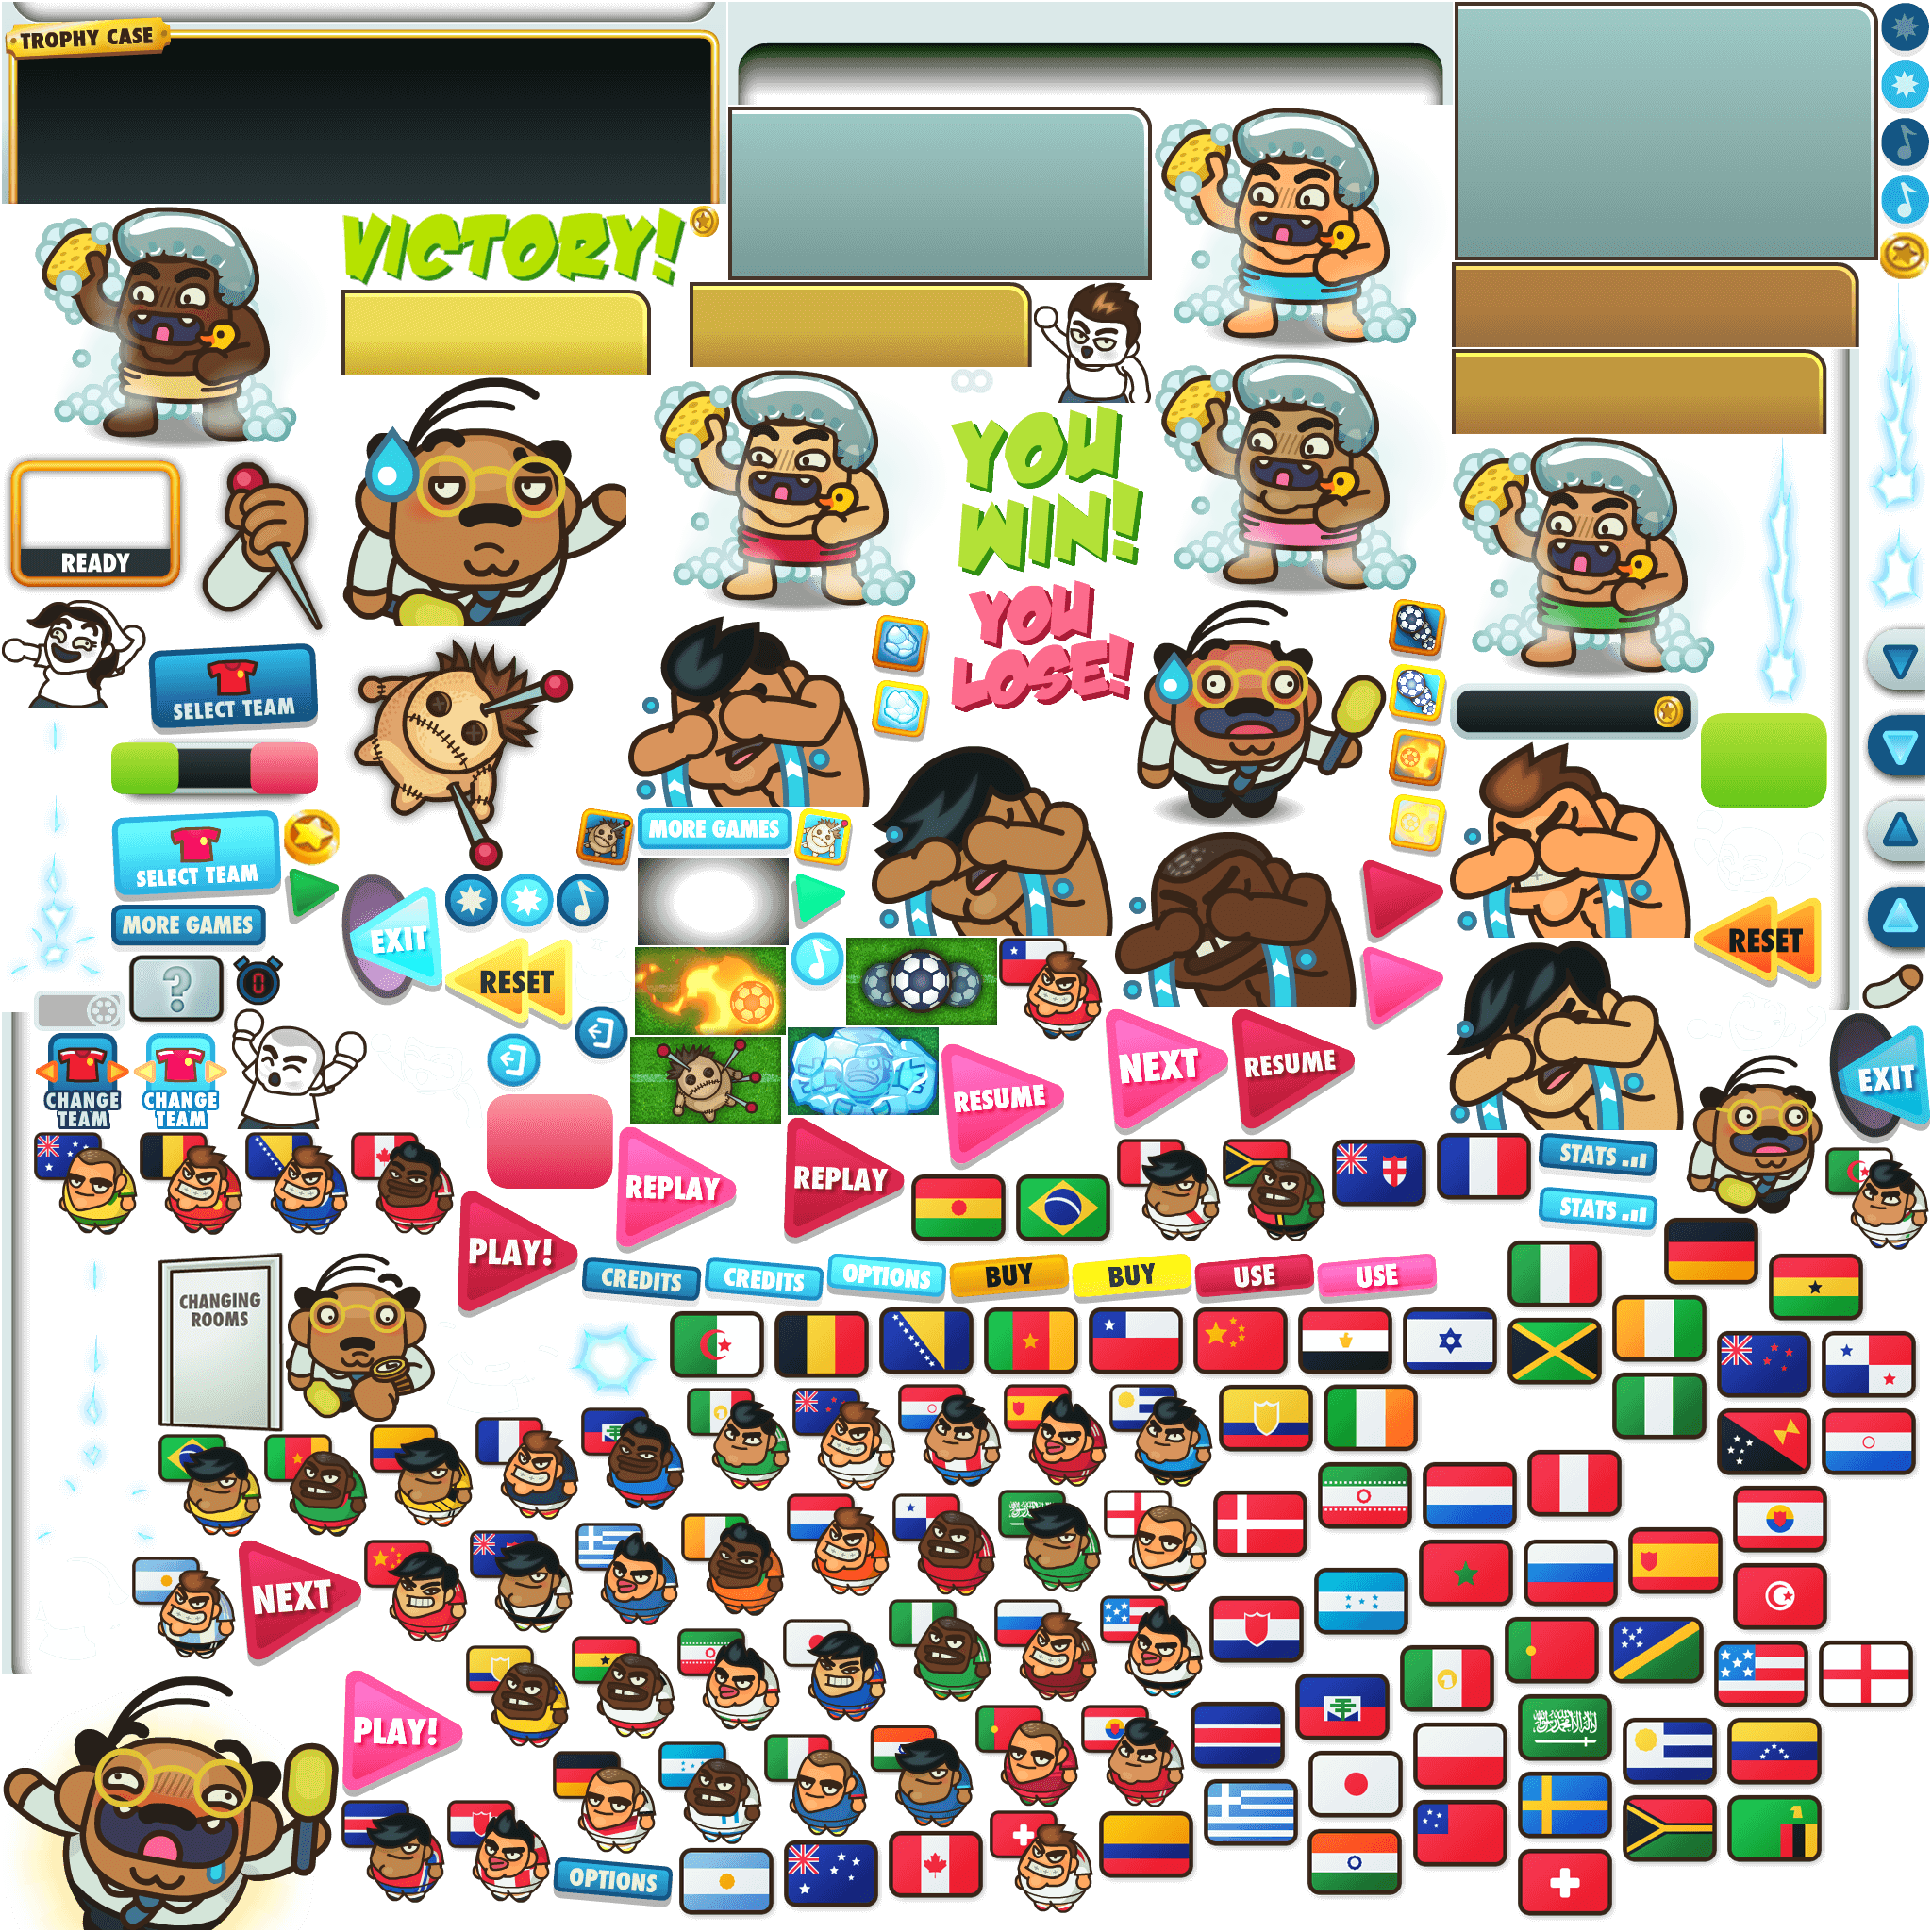 TROPHY CASE
VICTORY!
YOU
WIN!
READY
YOU
LOSE!
SELECT TEAM
MORE GAMES
SELECT TEAM
MORE GAMES
EXIT
RESET
RESET
?
0
CHANGE
TEAM
CHANGE
TEAM
RESUME
NEXT
RESUME
EXIT
REPLAY
REPLAY
STATS
STATS
PLAY!
CHANGING
ROOMS
CREDITS
CREDITS
OPTIONS
BUY
BUY
USE
USE
NEXT
PLAY!
OPTIONS